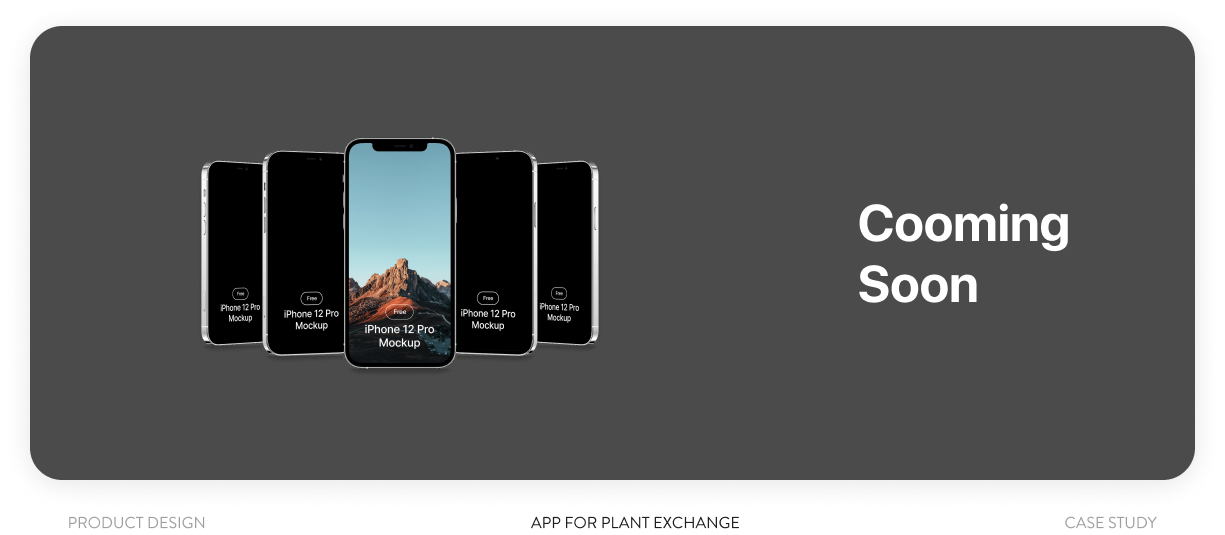 Free
iPhone 12 Pro
Mockup
Free
iPhone 12 Pro
Mockup
Free
iPhone 12 Pro
Mockup
Free
iPhone 12 Pro
Mockup
Free
iPhone 12 Pro
Mockup
Cooming
Soon
PRODUCT DESIGN
APP FOR PLANT EXCHANGE
CASE STUDY